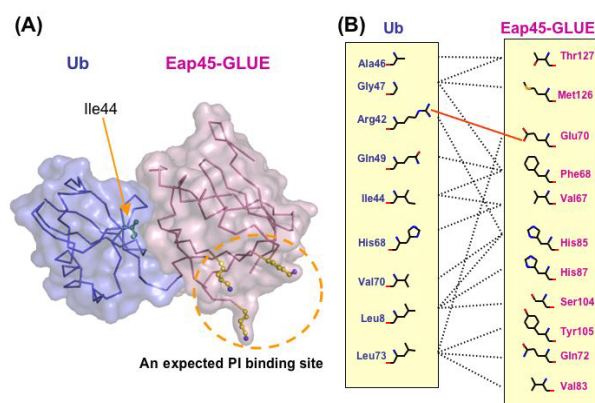 (A)
Ub
Eap45-GLUE
Ile44
An expected PI binding site
(B)
Ub
Eap45-GLUE
Ala46
Gly47
Arg42
Gln49
Ile44
His68
Val70
Leu8
Leu73
Thr127
Met126
Glu70
Phe68
Val67
His85
His87
Ser104
Tyr105
Gln72
Val83